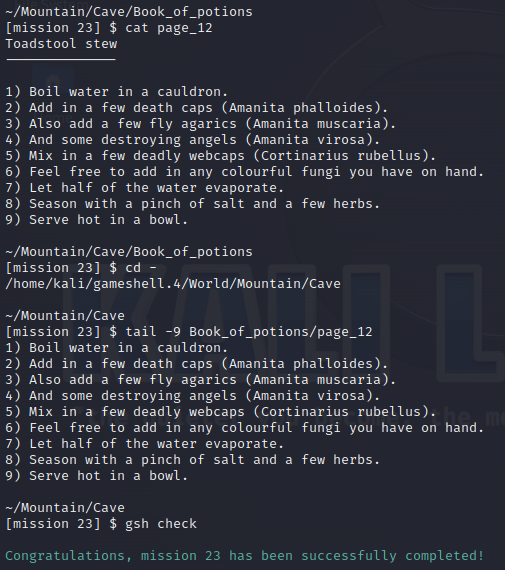 ~/Mountain/Cave/Book_of_potions
[mission 23] $ cat page_12
Toadstool stew
--------------
1) Boil water in a cauldron.
2) Add in a few death caps (Amanita phalloides).
3) Also add a few fly agarics (Amanita muscaria).
4) And some destroying angels (Amanita virosa).
5) Mix in a few deadly webcaps (Cortinarius rubellus).
6) Feel free to add in any colourful fungi you have on hand.
7) Let half of the water evaporate.
8) Season with a pinch of salt and a few herbs.
9) Serve hot in a bowl.
~/Mountain/Cave/Book_of_potions
[mission 23] $ cd -
/home/kali/gameshell.4/World/Mountain/Cave
~/Mountain/Cave
[mission 23] $ tail -9 Book_of_potions/page_12
1) Boil water in a cauldron.
2) Add in a few death caps (Amanita phalloides).
3) Also add a few fly agarics (Amanita muscaria).
4) And some destroying angels (Amanita virosa).
5) Mix in a few deadly webcaps (Cortinarius rubellus).
6) Feel free to add in any colourful fungi you have on hand.
7) Let half of the water evaporate.
8) Season with a pinch of salt and a few herbs.
9) Serve hot in a bowl.
~/Mountain/Cave
[mission 23] $ gsh check
Congratulations, mission 23 has been successfully completed!